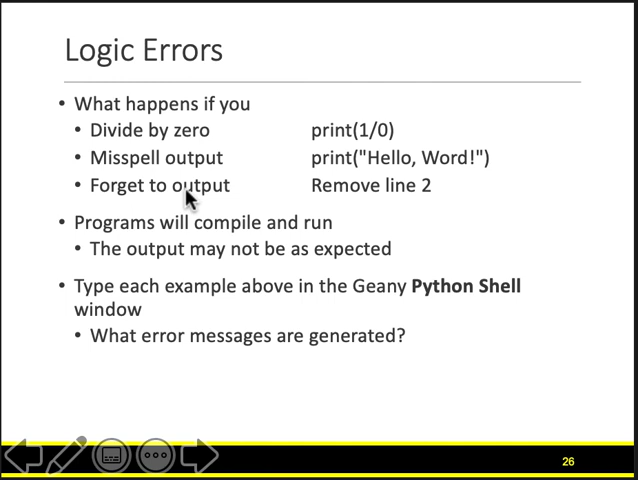 Logic Errors
• What happens if you
• Divide by zero print(1/0)
• Misspell output print("Hello, Word!")
• Forget to output Remove line 2
• Programs will compile and run
• The output may not be as expected
• Type each example above in the Geany Python Shell
window
• What error messages are generated?
26